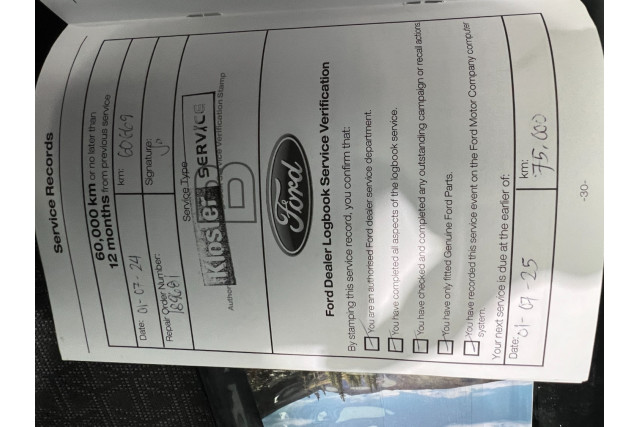 Service Records
60,000 km or no later than
12 months from previous service
Date: 01-07-24
km: 60669
Repair Order Number:
Signature:
Service Type
B
SERVICE
Service Verification Stamp
Ford
Ford Dealer Logbook Service Verification
By stamping this service record, you confirm that:
You are an authorised Ford dealer service department.
You have completed all aspects of the logbook service.
You have checked and completed any outstanding campaign or recall actions
You have only fitted Genuine Ford Parts.
You have recorded this service event on the Ford Motor Company computer
system.
Your next service is due at the earlier of:
Date: 01-07-25
km: 75,000
-30-